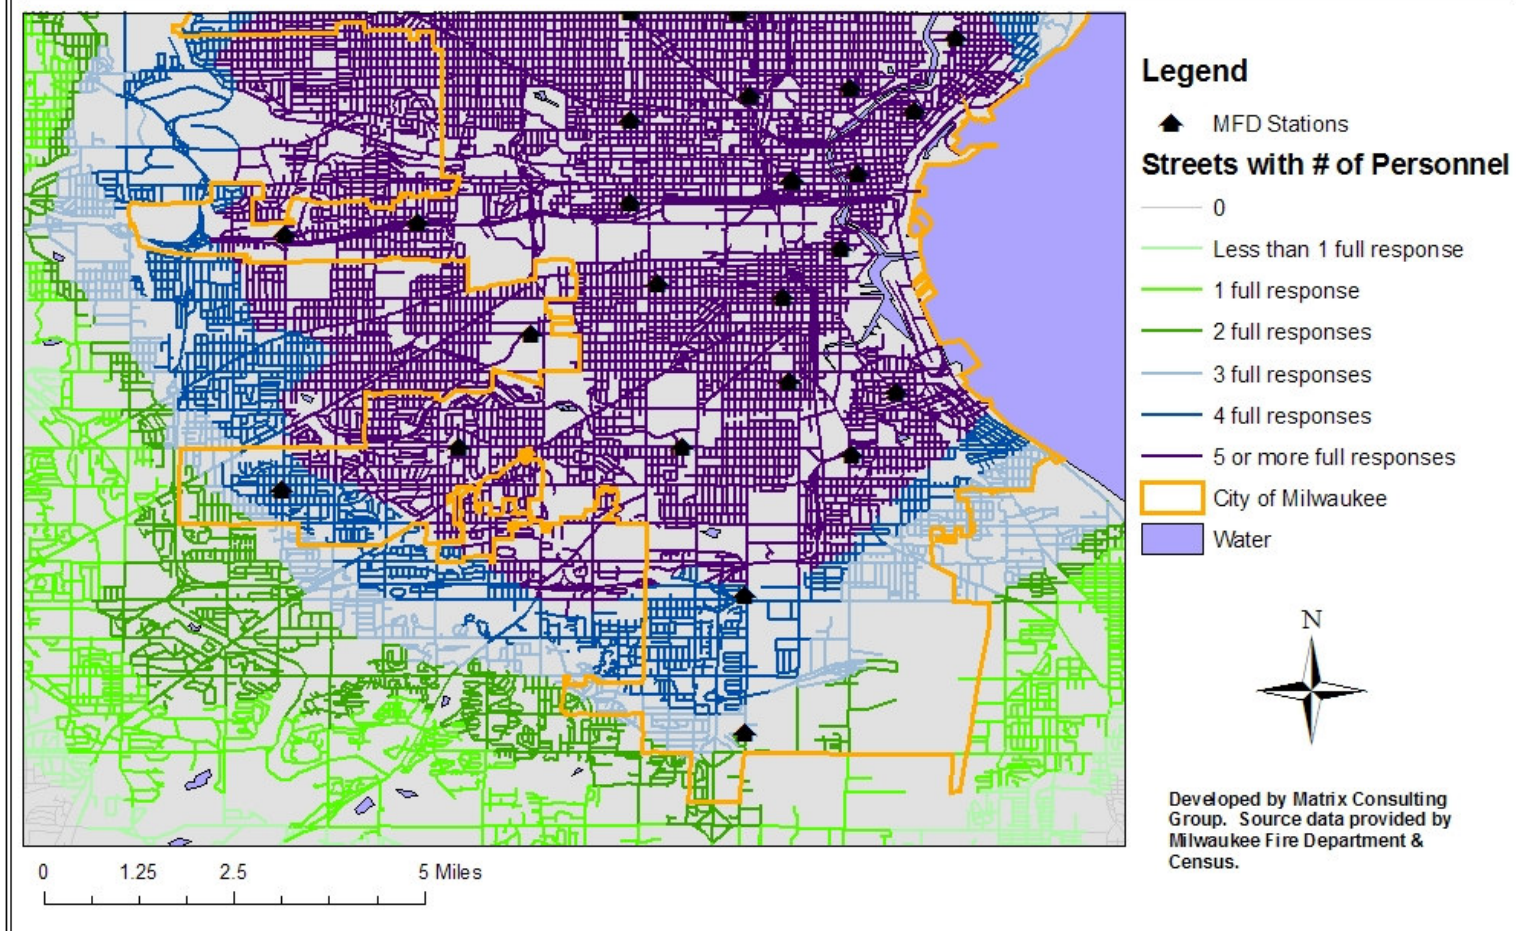 Legend
MFD Stations
Streets with # of Personnel
0
Less than 1 full response
1 full response
2 full responses
3 full responses
4 full responses
5 or more full responses
City of Milwaukee
Water
N
Developed by Matrix Consulting
Group. Source data provided by
Milwaukee Fire Department &
Census.
0 1.25 2.5 5 Miles